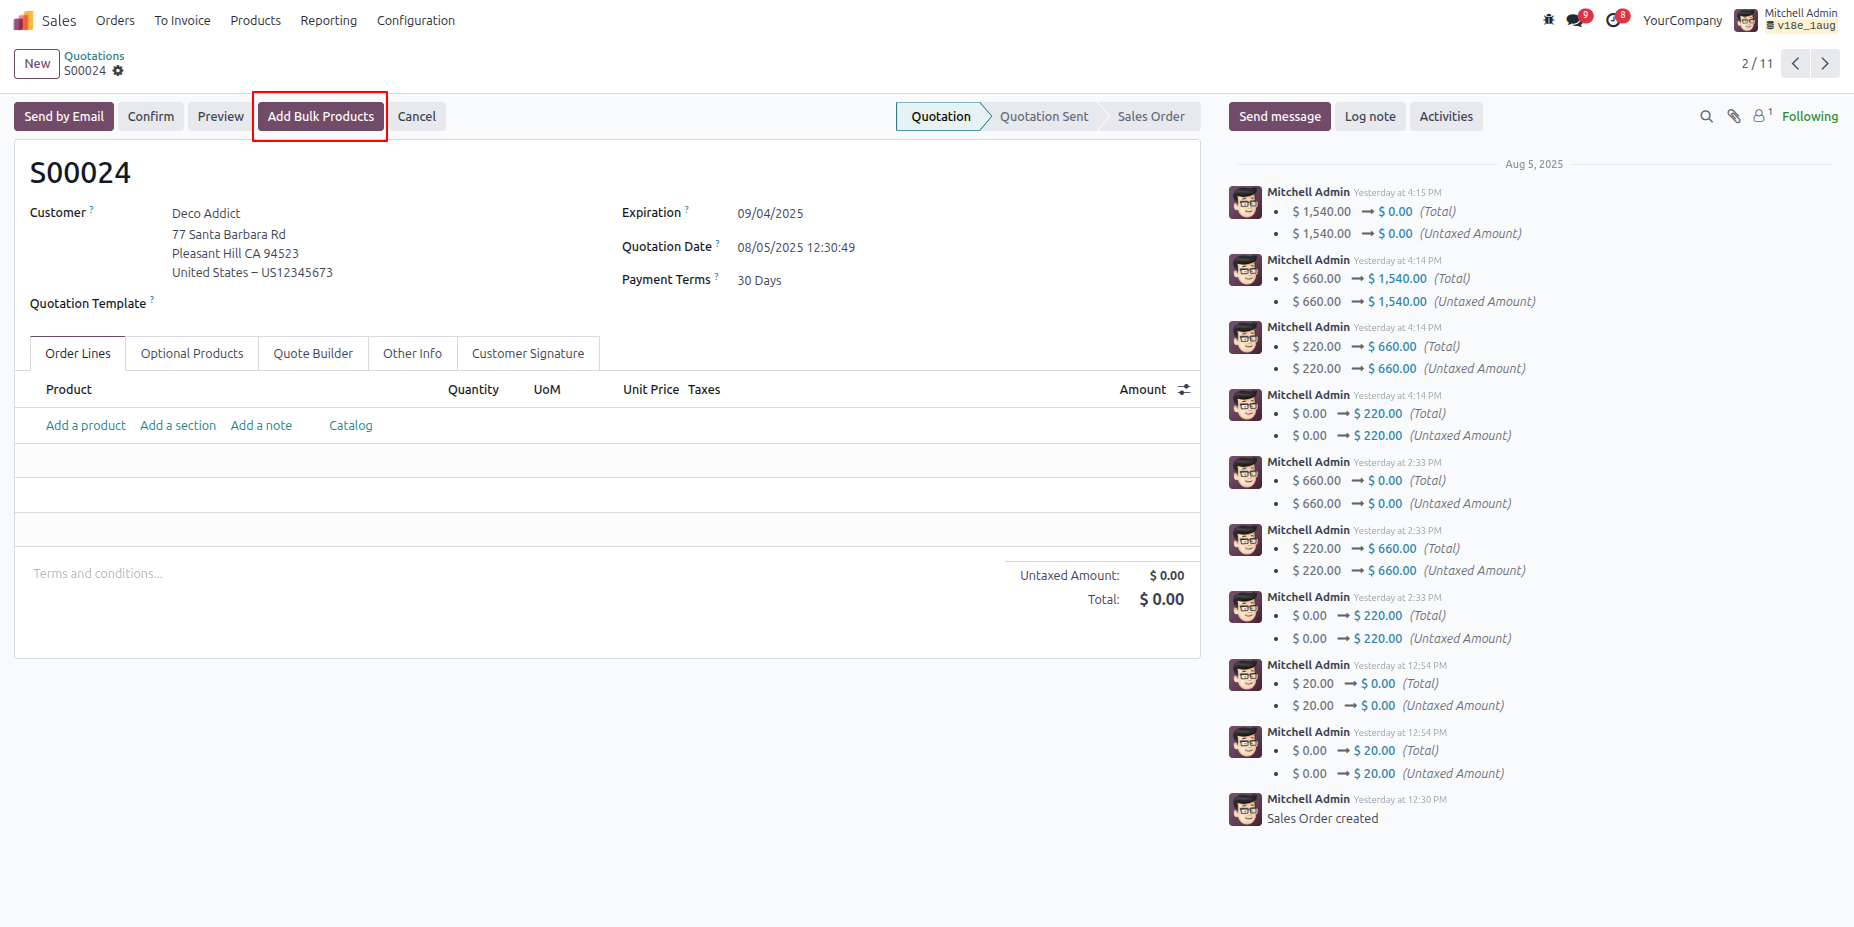 Sales Orders To Invoice Products Reporting Configuration
9 8 YourCompany Mitchell Admin
v18e_1aug
New Quotations
S00024
2 / 11
Send by Email Confirm Preview Add Bulk Products Cancel
Quotation Quotation Sent Sales Order
Send message Log note Activities
1 Following
S00024
Customer ? Deco Addict
77 Santa Barbara Rd
Pleasant Hill CA 94523
United States – US12345673
Quotation Template ?
Expiration ? 09/04/2025
Quotation Date ? 08/05/2025 12:30:49
Payment Terms ? 30 Days
Order Lines Optional Products Quote Builder Other Info Customer Signature
Product Quantity UoM Unit Price Taxes Amount
Add a product Add a section Add a note Catalog
Terms and conditions...
Untaxed Amount: $ 0.00
Total: $ 0.00
Aug 5, 2025
Mitchell Admin Yesterday at 4:15 PM
• $ 1,540.00 → $ 0.00 (Total)
• $ 1,540.00 → $ 0.00 (Untaxed Amount)
Mitchell Admin Yesterday at 4:14 PM
• $ 660.00 → $ 1,540.00 (Total)
• $ 660.00 → $ 1,540.00 (Untaxed Amount)
Mitchell Admin Yesterday at 4:14 PM
• $ 220.00 → $ 660.00 (Total)
• $ 220.00 → $ 660.00 (Untaxed Amount)
Mitchell Admin Yesterday at 4:14 PM
• $ 0.00 → $ 220.00 (Total)
• $ 0.00 → $ 220.00 (Untaxed Amount)
Mitchell Admin Yesterday at 2:33 PM
• $ 660.00 → $ 0.00 (Total)
• $ 660.00 → $ 0.00 (Untaxed Amount)
Mitchell Admin Yesterday at 2:33 PM
• $ 220.00 → $ 660.00 (Total)
• $ 220.00 → $ 660.00 (Untaxed Amount)
Mitchell Admin Yesterday at 2:33 PM
• $ 0.00 → $ 220.00 (Total)
• $ 0.00 → $ 220.00 (Untaxed Amount)
Mitchell Admin Yesterday at 12:54 PM
• $ 20.00 → $ 0.00 (Total)
• $ 20.00 → $ 0.00 (Untaxed Amount)
Mitchell Admin Yesterday at 12:54 PM
• $ 0.00 → $ 20.00 (Total)
• $ 0.00 → $ 20.00 (Untaxed Amount)
Mitchell Admin Yesterday at 12:30 PM
Sales Order created